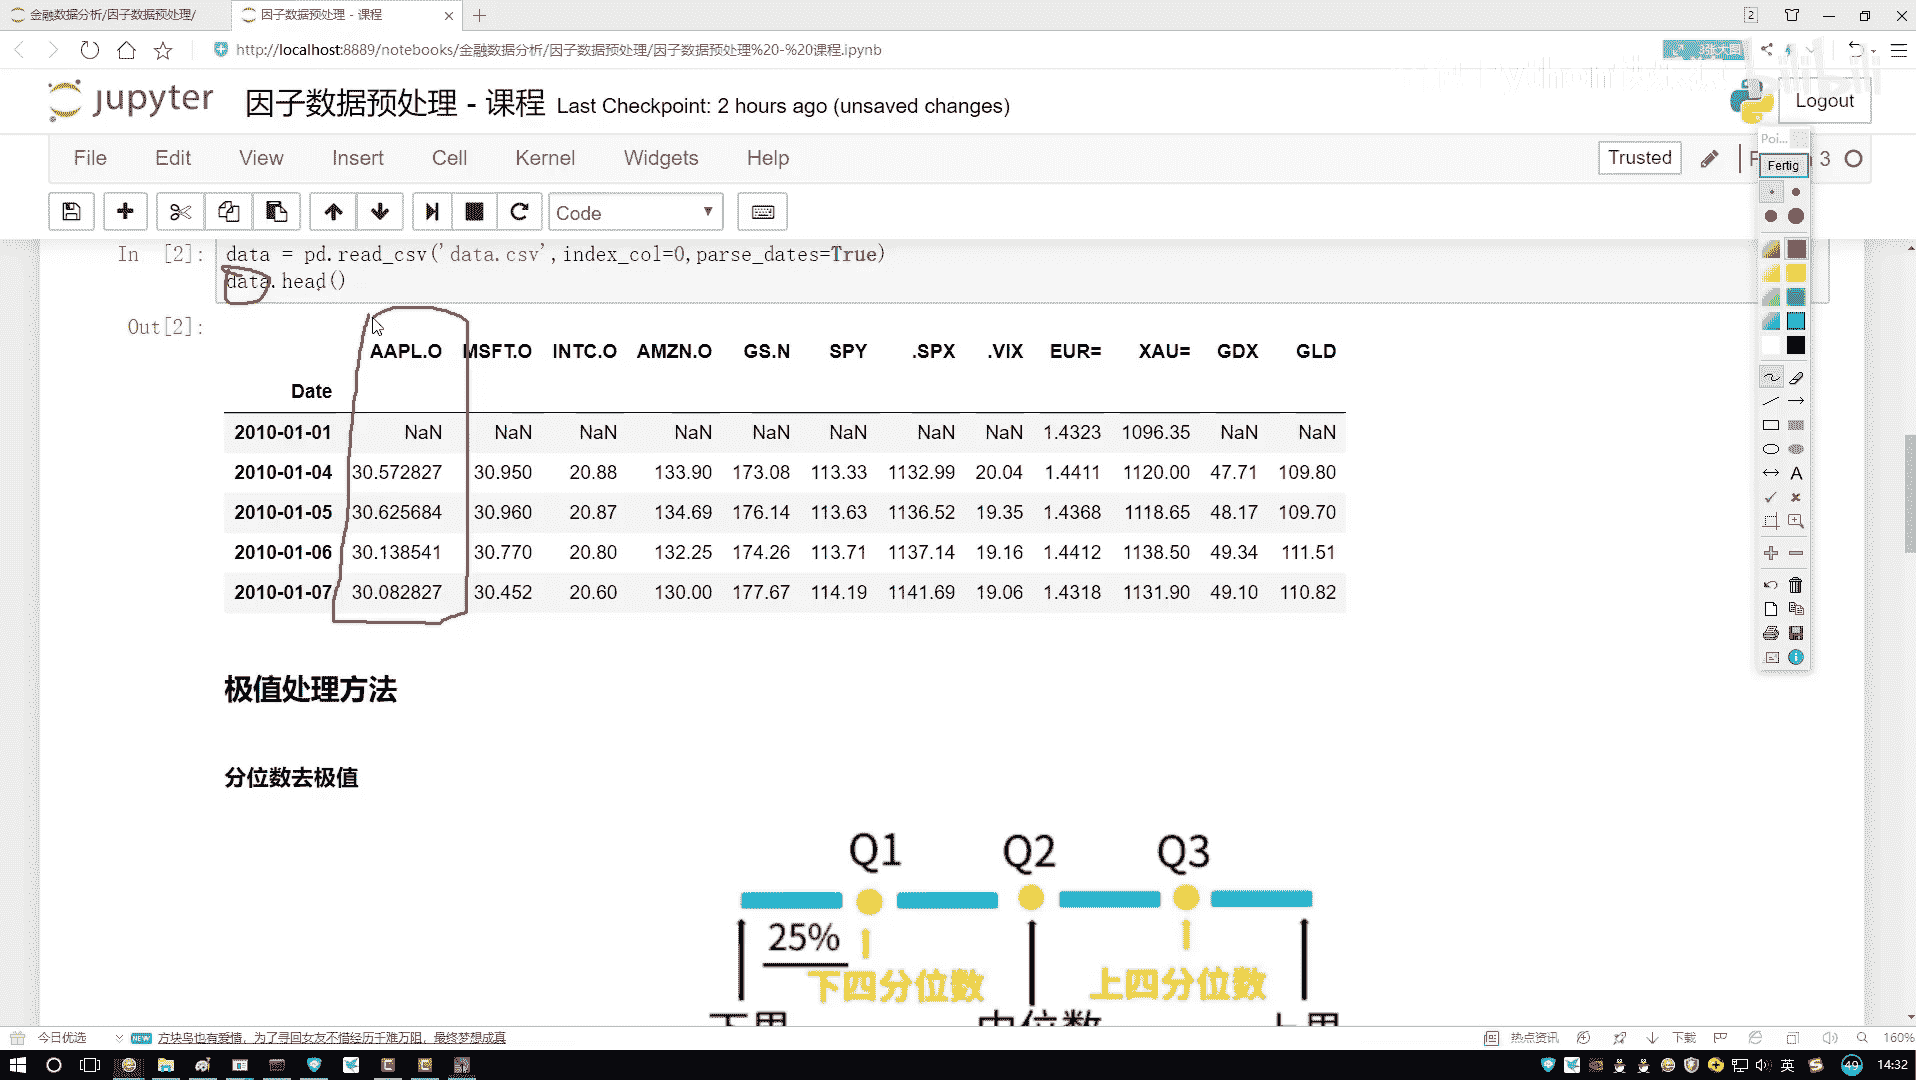 金融数据分析/因子数据预处理/
因子数据预处理 - 课程
http://localhost:8889/notebooks/金融数据分析/因子数据预处理/因子数据预处理%20-%20课程.ipynb
jupyter 因子数据预处理 - 课程 Last Checkpoint: 2 hours ago (unsaved changes)
Logout
File Edit View Insert Cell Kernel Widgets Help
Trusted
3
Poi...
Fertig
Code
In [2]: data = pd.read_csv('data.csv',index_col=0,parse_dates=True)
data.head()
Out[2]:
AAPL.O MSFT.O INTC.O AMZN.O GS.N SPY .SPX .VIX EUR= XAU= GDX GLD
Date
2010-01-01 NaN NaN NaN NaN NaN NaN NaN NaN 1.4323 1096.35 NaN NaN
2010-01-04 30.572827 30.950 20.88 133.90 173.08 113.33 1132.99 20.04 1.4411 1120.00 47.71 109.80
2010-01-05 30.625684 30.960 20.87 134.69 176.14 113.63 1136.52 19.35 1.4368 1118.65 48.17 109.70
2010-01-06 30.138541 30.770 20.80 132.25 174.26 113.71 1137.14 19.16 1.4412 1138.50 49.34 111.51
2010-01-07 30.082827 30.452 20.60 130.00 177.67 114.19 1141.69 19.06 1.4318 1131.90 49.10 110.82
极值处理方法
分位数去极值
Q1 Q2 Q3
25%
下四分位数 上四分位数
今日优选
NEW 方块鸟也有爱情，为了寻回女友不惜经历千难万阻，最终梦想成真
热点资讯
下载
160%
英
49
14:32